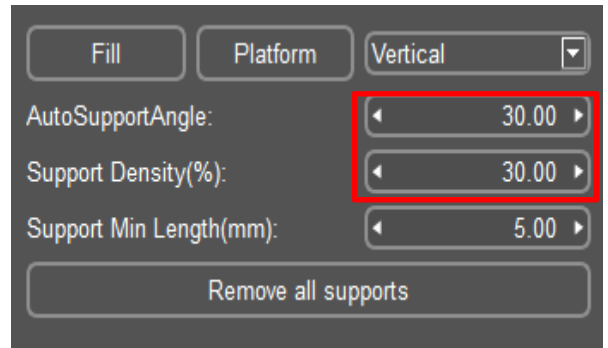 Fill Platform Vertical
AutoSupportAngle: 30.00
Support Density(%): 30.00
Support Min Length(mm): 5.00
Remove all supports